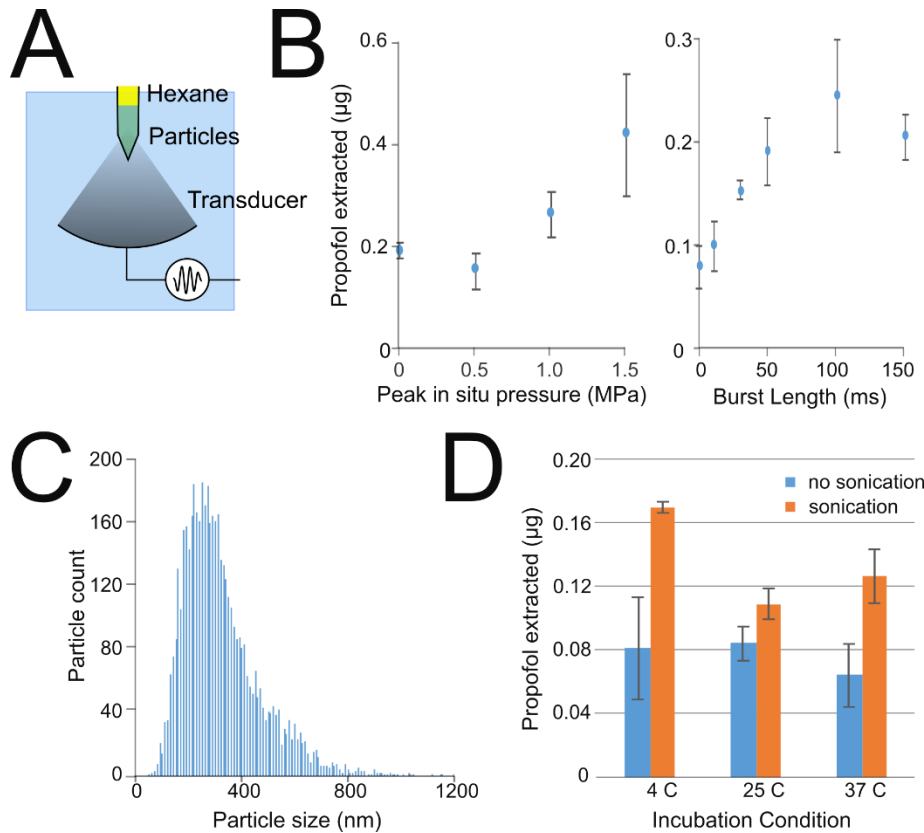 A
Hexane
Particles
Transducer
B
Propofol extracted (µg)
0.6
0.4
0.2
0
0
0.5
1.0
1.5
Peak in situ pressure (MPa)
0.3
0.2
0.1
0
0
50
100
150
Burst Length (ms)
C
Particle count
200
160
120
80
40
0
0
400
800
1200
Particle size (nm)
D
Propofol extracted (µg)
0.20
0.16
0.12
0.08
0.04
0
no sonication
sonication
4 C
25 C
37 C
Incubation Condition